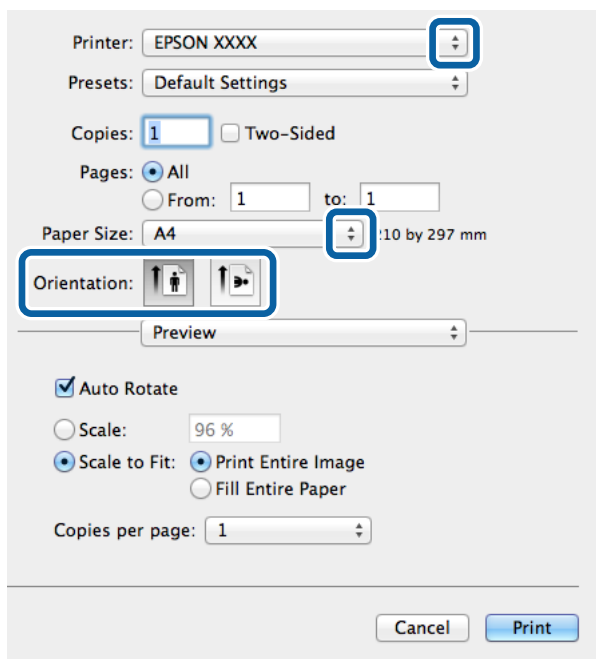 Printer: EPSON XXXX
Presets: Default Settings
Copies: 1 Two-Sided
Pages: All
From: 1 to: 1
Paper Size: A4 210 by 297 mm
Orientation:
Preview
Auto Rotate
Scale: 96 %
Scale to Fit: Print Entire Image
Fill Entire Paper
Copies per page: 1
Cancel Print